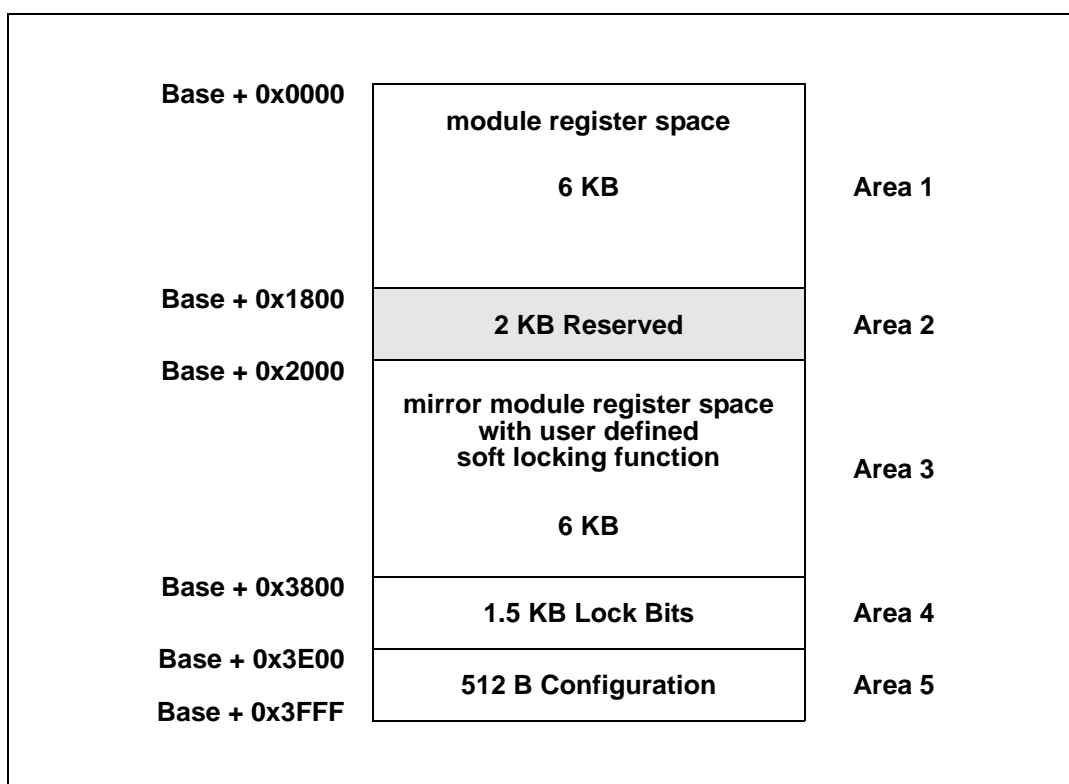 Base + 0x0000
module register space
6 KB
Area 1
Base + 0x1800
2 KB Reserved
Area 2
Base + 0x2000
mirror module register space
with user defined
soft locking function
Area 3
6 KB
Base + 0x3800
1.5 KB Lock Bits
Area 4
Base + 0x3E00
512 B Configuration
Area 5
Base + 0x3FFF